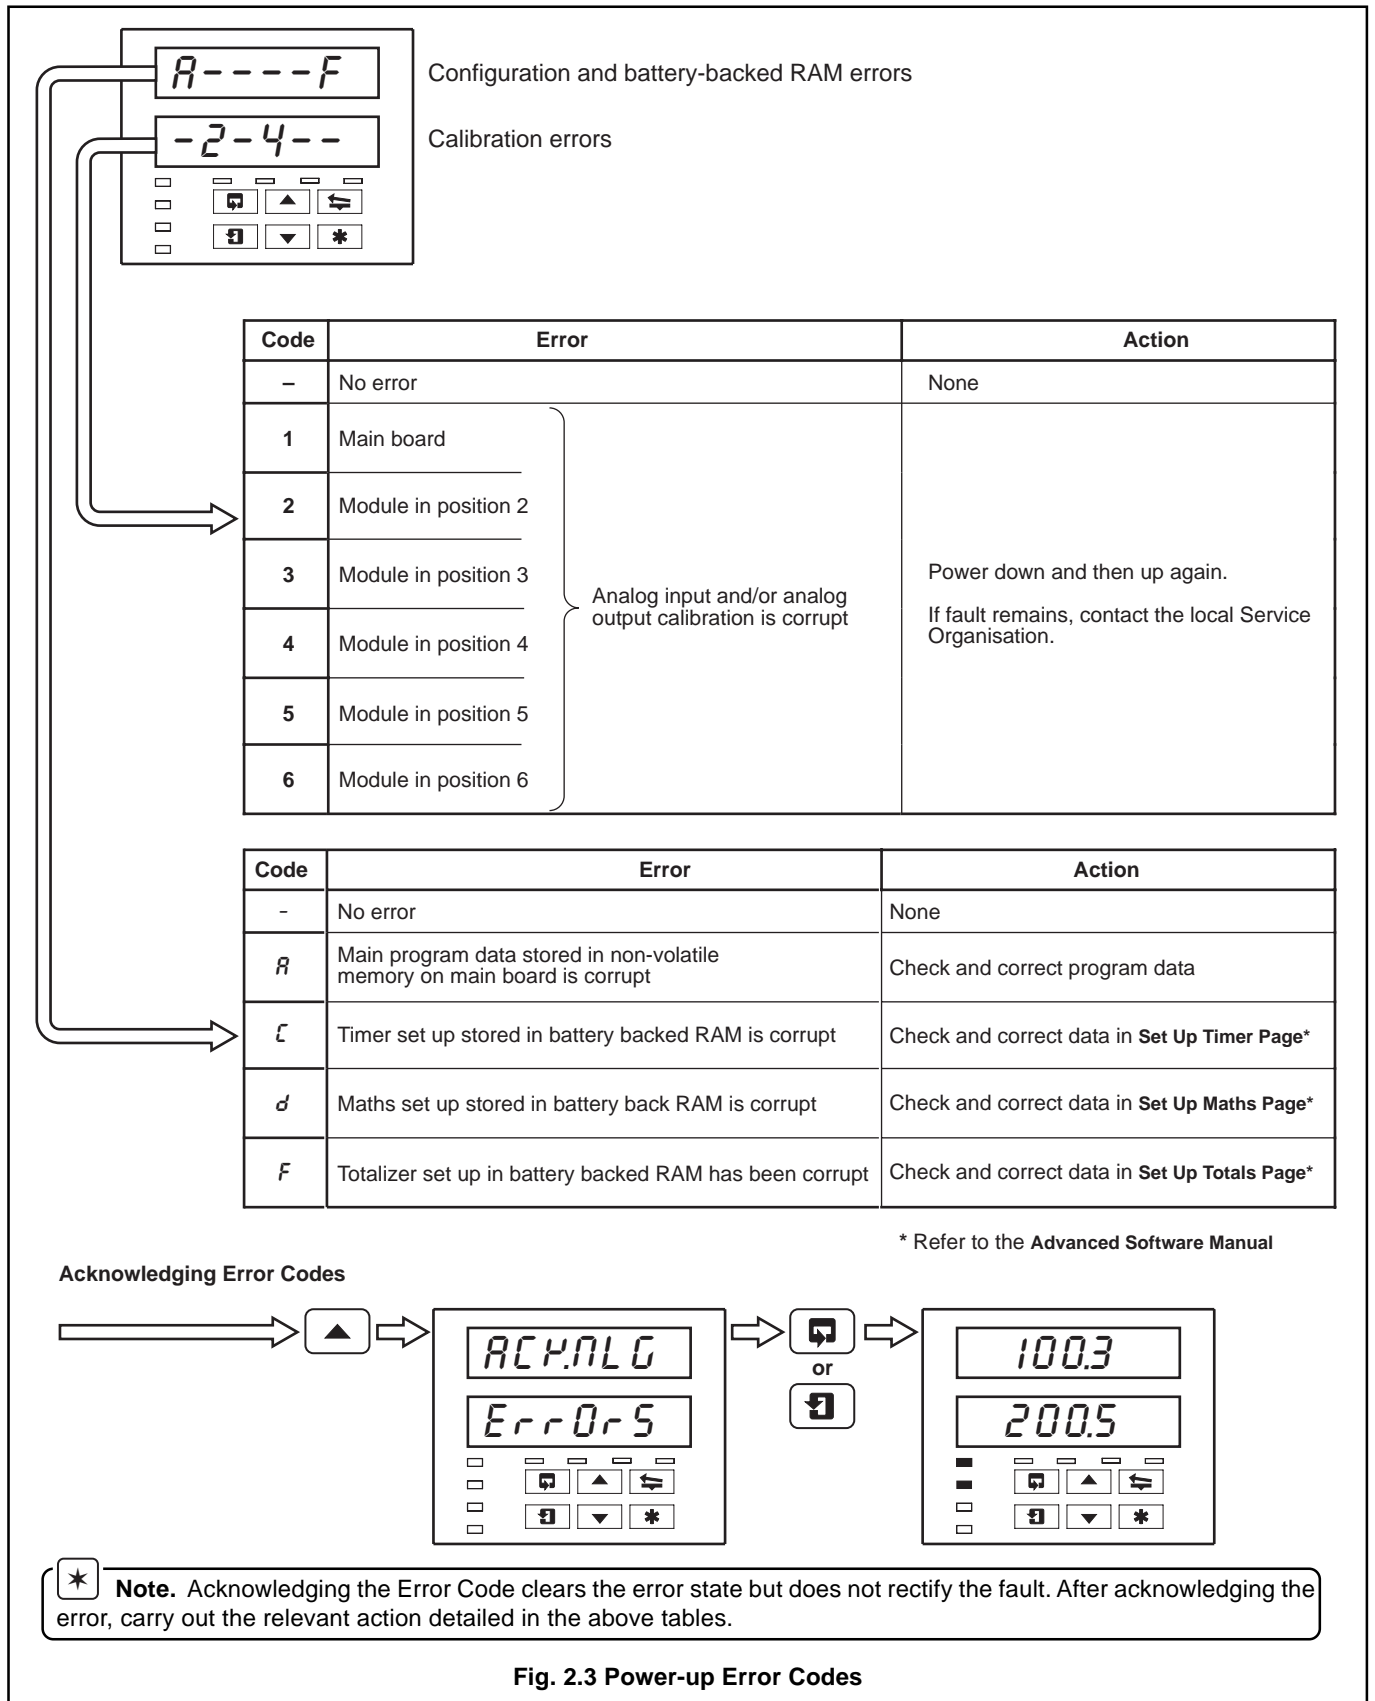 A----F
Configuration and battery-backed RAM errors
-2-4--
Calibration errors
Code Error Action
– No error None
1 Main board
2 Module in position 2
3 Module in position 3
4 Module in position 4
5 Module in position 5
6 Module in position 6
Analog input and/or analog
output calibration is corrupt
Power down and then up again.
If fault remains, contact the local Service
Organisation.
Code Error Action
- No error None
A Main program data stored in non-volatile
memory on main board is corrupt Check and correct program data
C Timer set up stored in battery backed RAM is corrupt Check and correct data in Set Up Timer Page*
d Maths set up stored in battery back RAM is corrupt Check and correct data in Set Up Maths Page*
F Totalizer set up in battery backed RAM has been corrupt Check and correct data in Set Up Totals Page*
* Refer to the Advanced Software Manual
Acknowledging Error Codes
ACK.NLG
ErrOrS
or
100.3
200.5
Note. Acknowledging the Error Code clears the error state but does not rectify the fault. After acknowledging the
error, carry out the relevant action detailed in the above tables.
Fig. 2.3 Power-up Error Codes